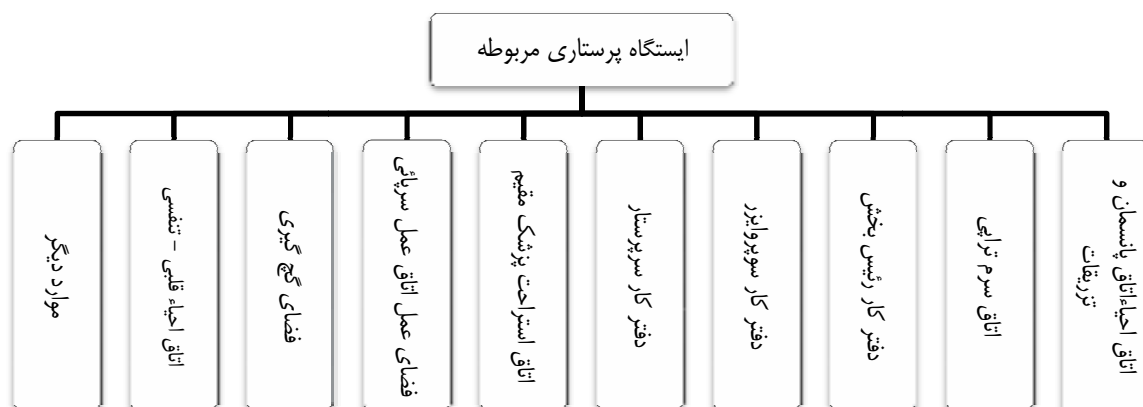 ایستگاه پرستاری مربوطه
اتاق احیاءاتاق پانسمان و
تزریقات
اتاق سرم تراپی
دفتر کار رئیس بخش
دفتر کار سوپروایزر
دفتر کار سرپرستار
اتاق استراحت پزشک مقیم
فضای عمل اتاق عمل سرپائی
فضای گچ گیری
اتاق احیاء قلبی - تنفسی
موارد دیگر